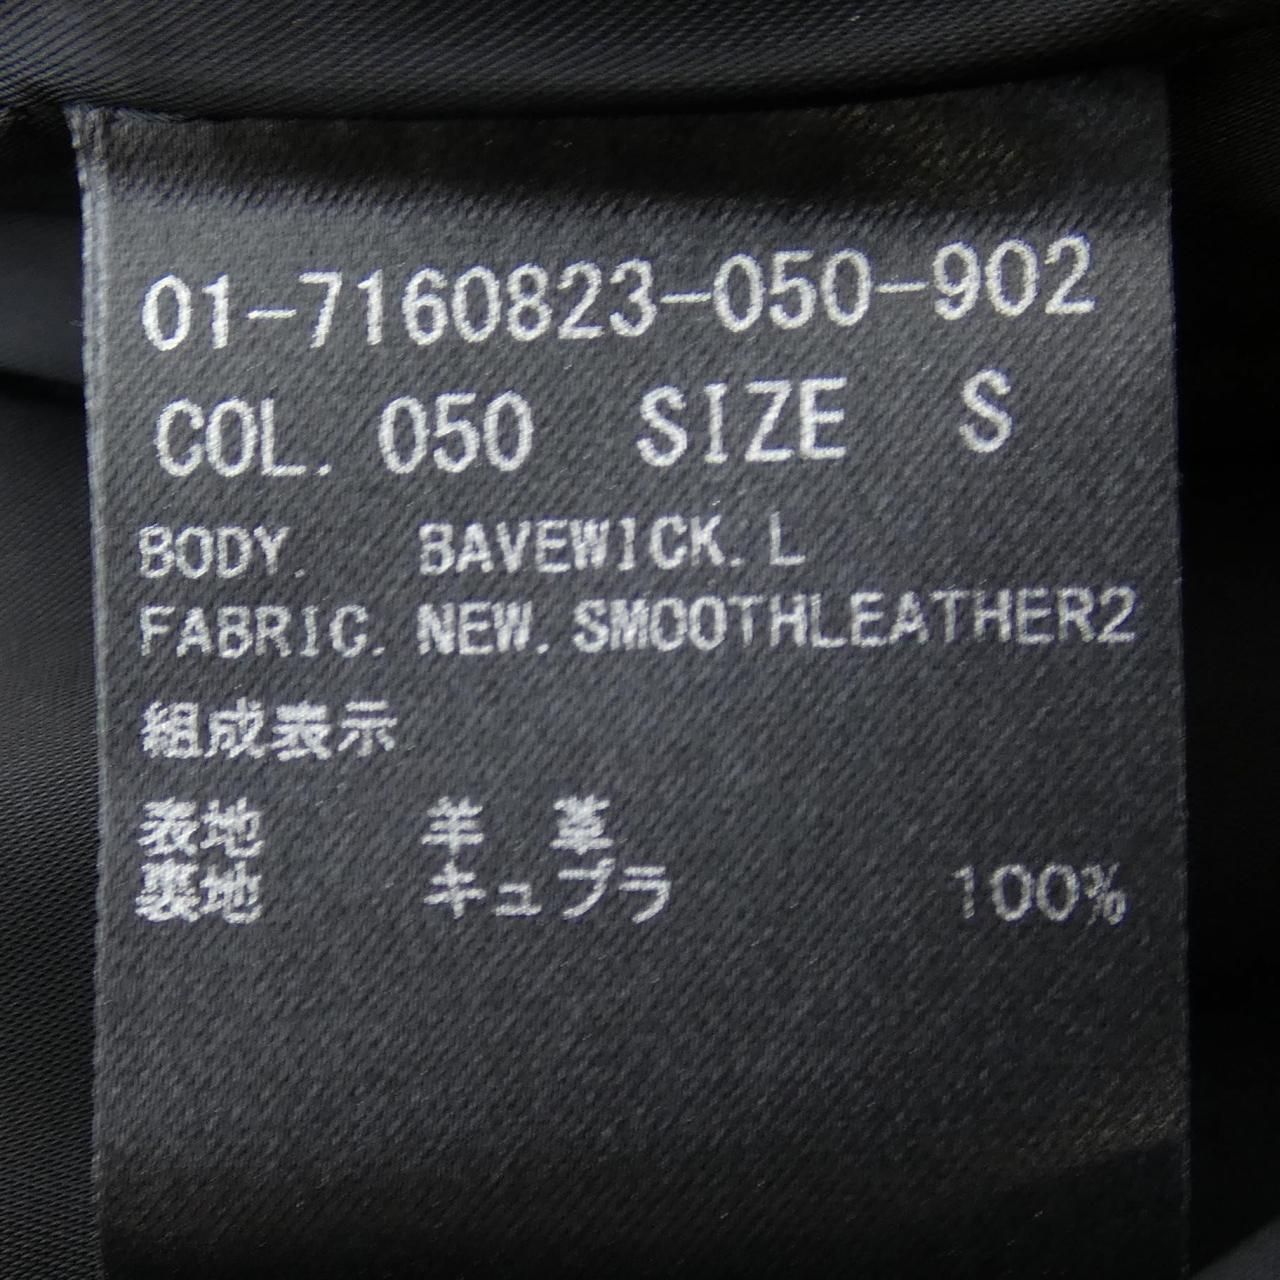 01-7160823-050-902
COL. 050 SIZE S
BODY. BAVEWICK.L
FABRIC. NEW.SMOOTHLEATHER2
組成表示
表地 羊 革
裏地 キュプラ 100%